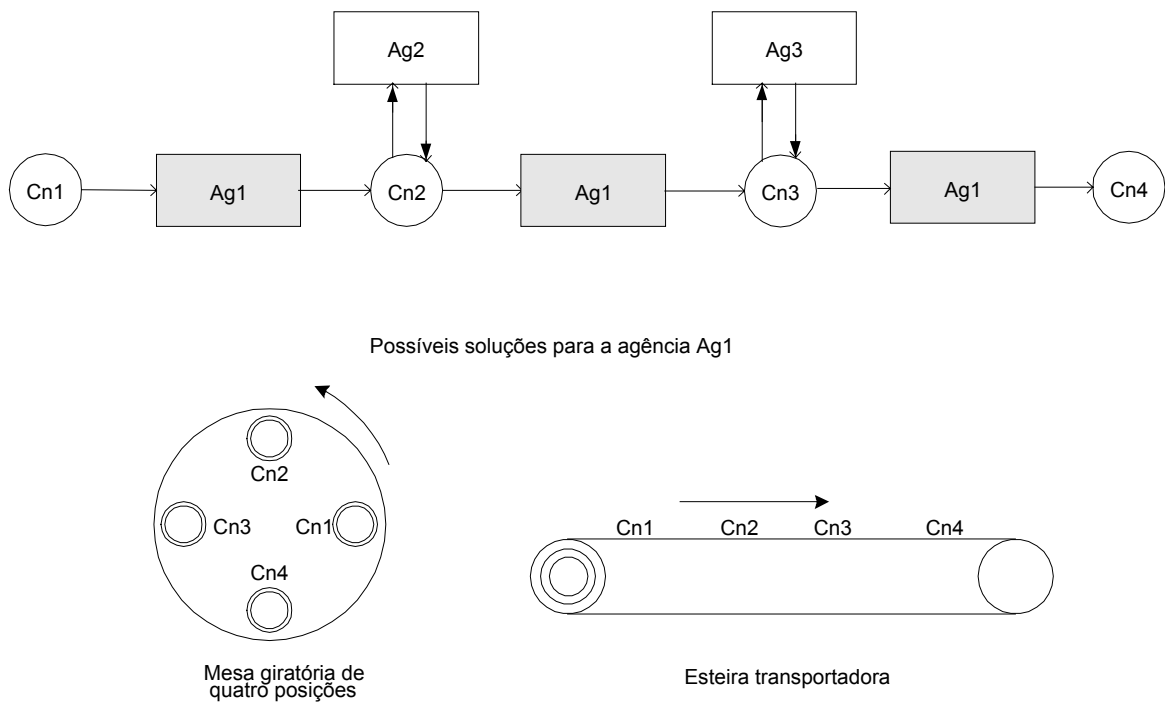 Ag2
Ag3
Cn1
Ag1
Cn2
Ag1
Cn3
Ag1
Cn4
Possíveis soluções para a agência Ag1
Cn2
Cn3
Cn1
Cn4
Mesa giratória de
quatro posições
Cn1
Cn2
Cn3
Cn4
Esteira transportadora